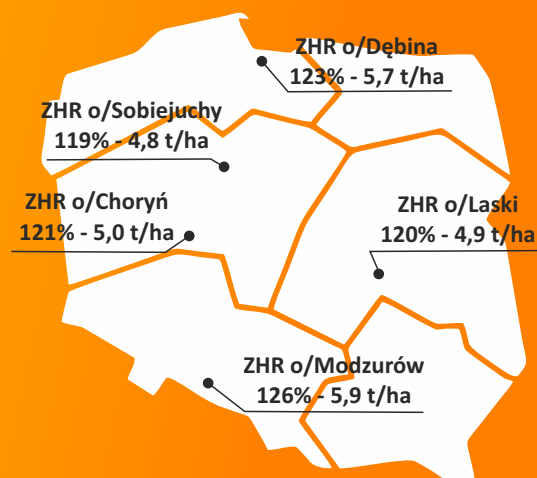 ZHR o/Dębina
123% - 5,7 t/ha
ZHR o/Sobiejuchy
119% - 4,8 t/ha
ZHR o/Choryń
121% - 5,0 t/ha
ZHR o/Laski
120% - 4,9 t/ha
ZHR o/Modzurów
126% - 5,9 t/ha